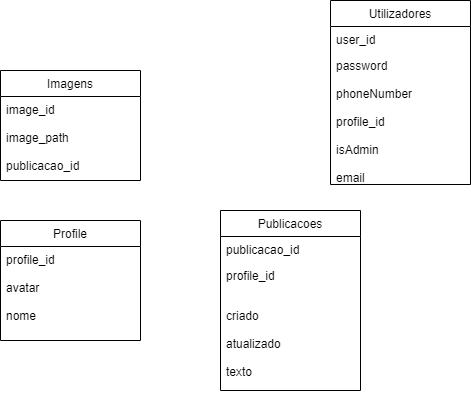 Utilizadores
user_id
password
phoneNumber
profile_id
isAdmin
email
Imagens
image_id
image_path
publicacao_id
Profile
profile_id
avatar
nome
Publicacoes
publicacao_id
profile_id
criado
atualizado
texto